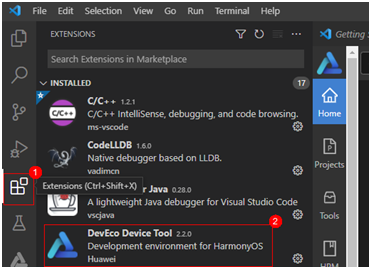 File Edit Selection View Go Run Terminal Help
EXTENSIONS
Getting S
Search Extensions in Marketplace
INSTALLED 17
C/C++ 1.2.1
C/C++ IntelliSense, debugging, and code browsing.
ms-vscode
Home
CodeLLDB 1.6.0
Native debugger based on LLDB.
vadimcn
Projects
1
Extensions (Ctrl+Shift+X)
r Java 0.28.0
A lightweight Java debugger for Visual Studio Code
vscjava
Tools
2
DevEco Device Tool 2.2.0
Development environment for HarmonyOS
Huawei
HPM